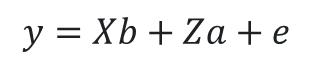 y = Xb + Za + e